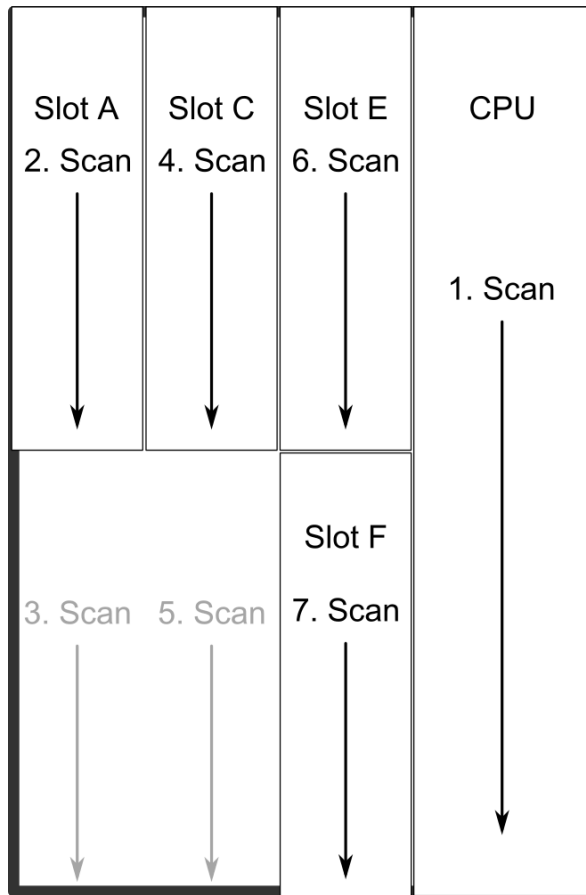 Slot A
2. Scan
Slot C
4. Scan
Slot E
6. Scan
CPU
1. Scan
3. Scan
5. Scan
Slot F
7. Scan